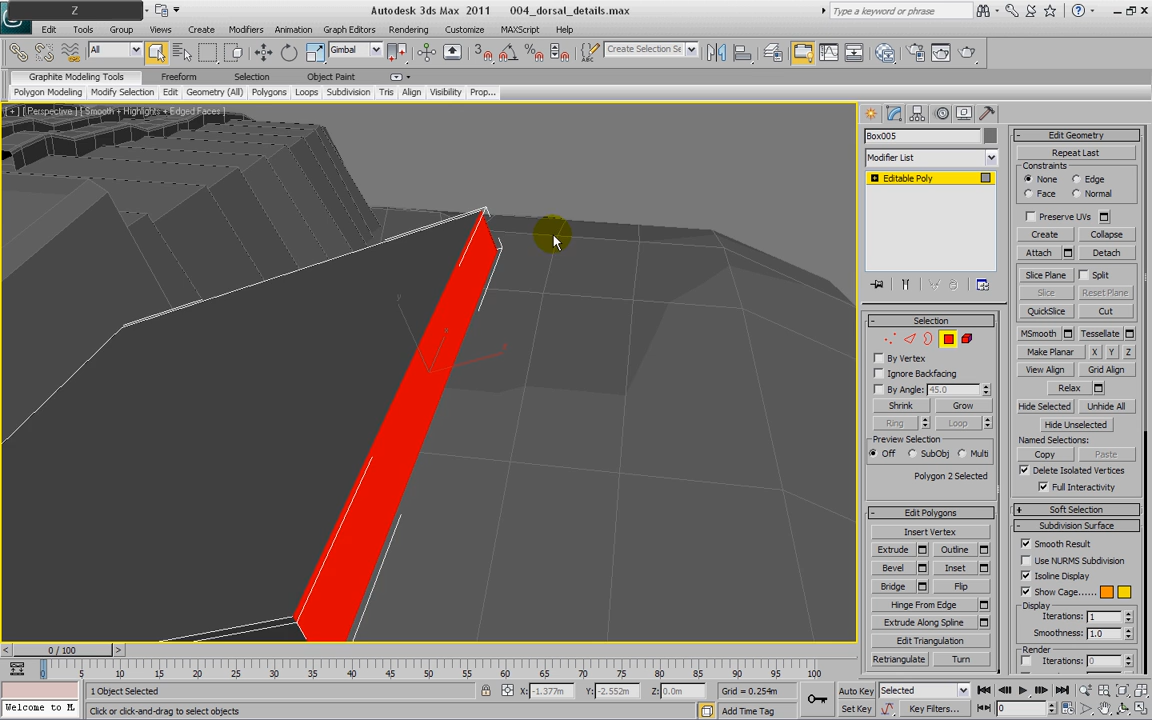 Z
Autodesk 3ds Max 2011 004_dorsal_details.max
Type a keyword or phrase
Edit Tools Group Views Create Modifiers Animation Graph Editors Rendering Customize MAXScript Help
All Gimbal Create Selection Se
Graphite Modeling Tools Freeform Selection Object Paint
Polygon Modeling Modify Selection Edit Geometry (All) Polygons Loops Subdivision Tris Align Visibility Prop...
[ + ] [ Perspective ] [ Smooth + Highlights + Edged Faces ]
Box005
Modifier List
Editable Poly
Selection
By Vertex
Ignore Backfacing
By Angle: 45.0
Shrink Grow
Ring Loop
Preview Selection
Off SubObj Multi
Polygon 2 Selected
Edit Polygons
Insert Vertex
Extrude Outline
Bevel Inset
Bridge Flip
Hinge From Edge
Extrude Along Spline
Edit Triangulation
Retriangulate Turn
Edit Geometry
Repeat Last
Constraints
None Edge
Face Normal
Preserve UVs
Create Collapse
Attach Detach
Slice Plane Split
Slice Reset Plane
QuickSlice Cut
MSmooth Tessellate
Make Planar X Y Z
View Align Grid Align
Relax
Hide Selected Unhide All
Hide Unselected
Named Selections:
Copy Paste
Delete Isolated Vertices
Full Interactivity
Soft Selection
Subdivision Surface
Smooth Result
Use NURMS Subdivision
Isoline Display
Show Cage......
Display
Iterations: 1
Smoothness: 1.0
Render
Iterations: 0
0 / 100
0 5 10 15 20 25 30 35 40 45 50 55 60 65 70 75 80 85 90 95 100
1 Object Selected X: -1.377m Y: -2.552m Z: 0.0m Grid = 0.254m Auto Key Selected
Welcome to M Click or click-and-drag to select objects Add Time Tag Set Key Key Filters... 0